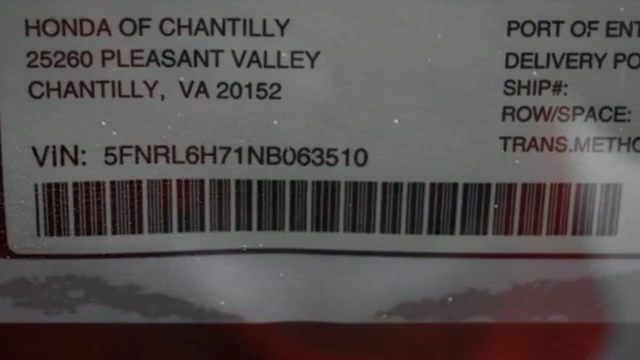 HONDA OF CHANTILLY
25260 PLEASANT VALLEY
CHANTILLY, VA 20152
VIN: 5FNRL6H71NB063510
PORT OF ENT
DELIVERY PO
SHIP#:
ROW/SPACE:
TRANS.METHO